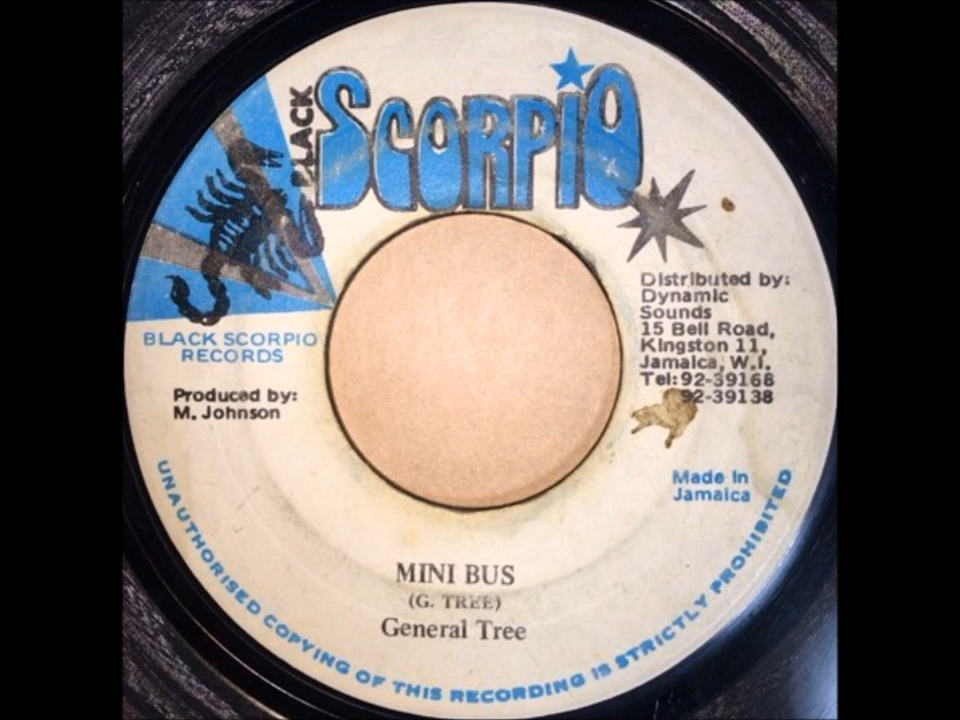 BLACK
SCORPIO
BLACK SCORPIO
RECORDS
Produced by:
M. Johnson
Distributed by:
Dynamic
Sounds
15 Bell Road,
Kingston 11,
Jamaica, W.I.
Tel: 92-39168
92-39138
Made in
Jamaica
MINI BUS
(G. TREE)
General Tree
UNAUTHORISED COPYING OF THIS RECORDING IS STRICTLY PROHIBITED